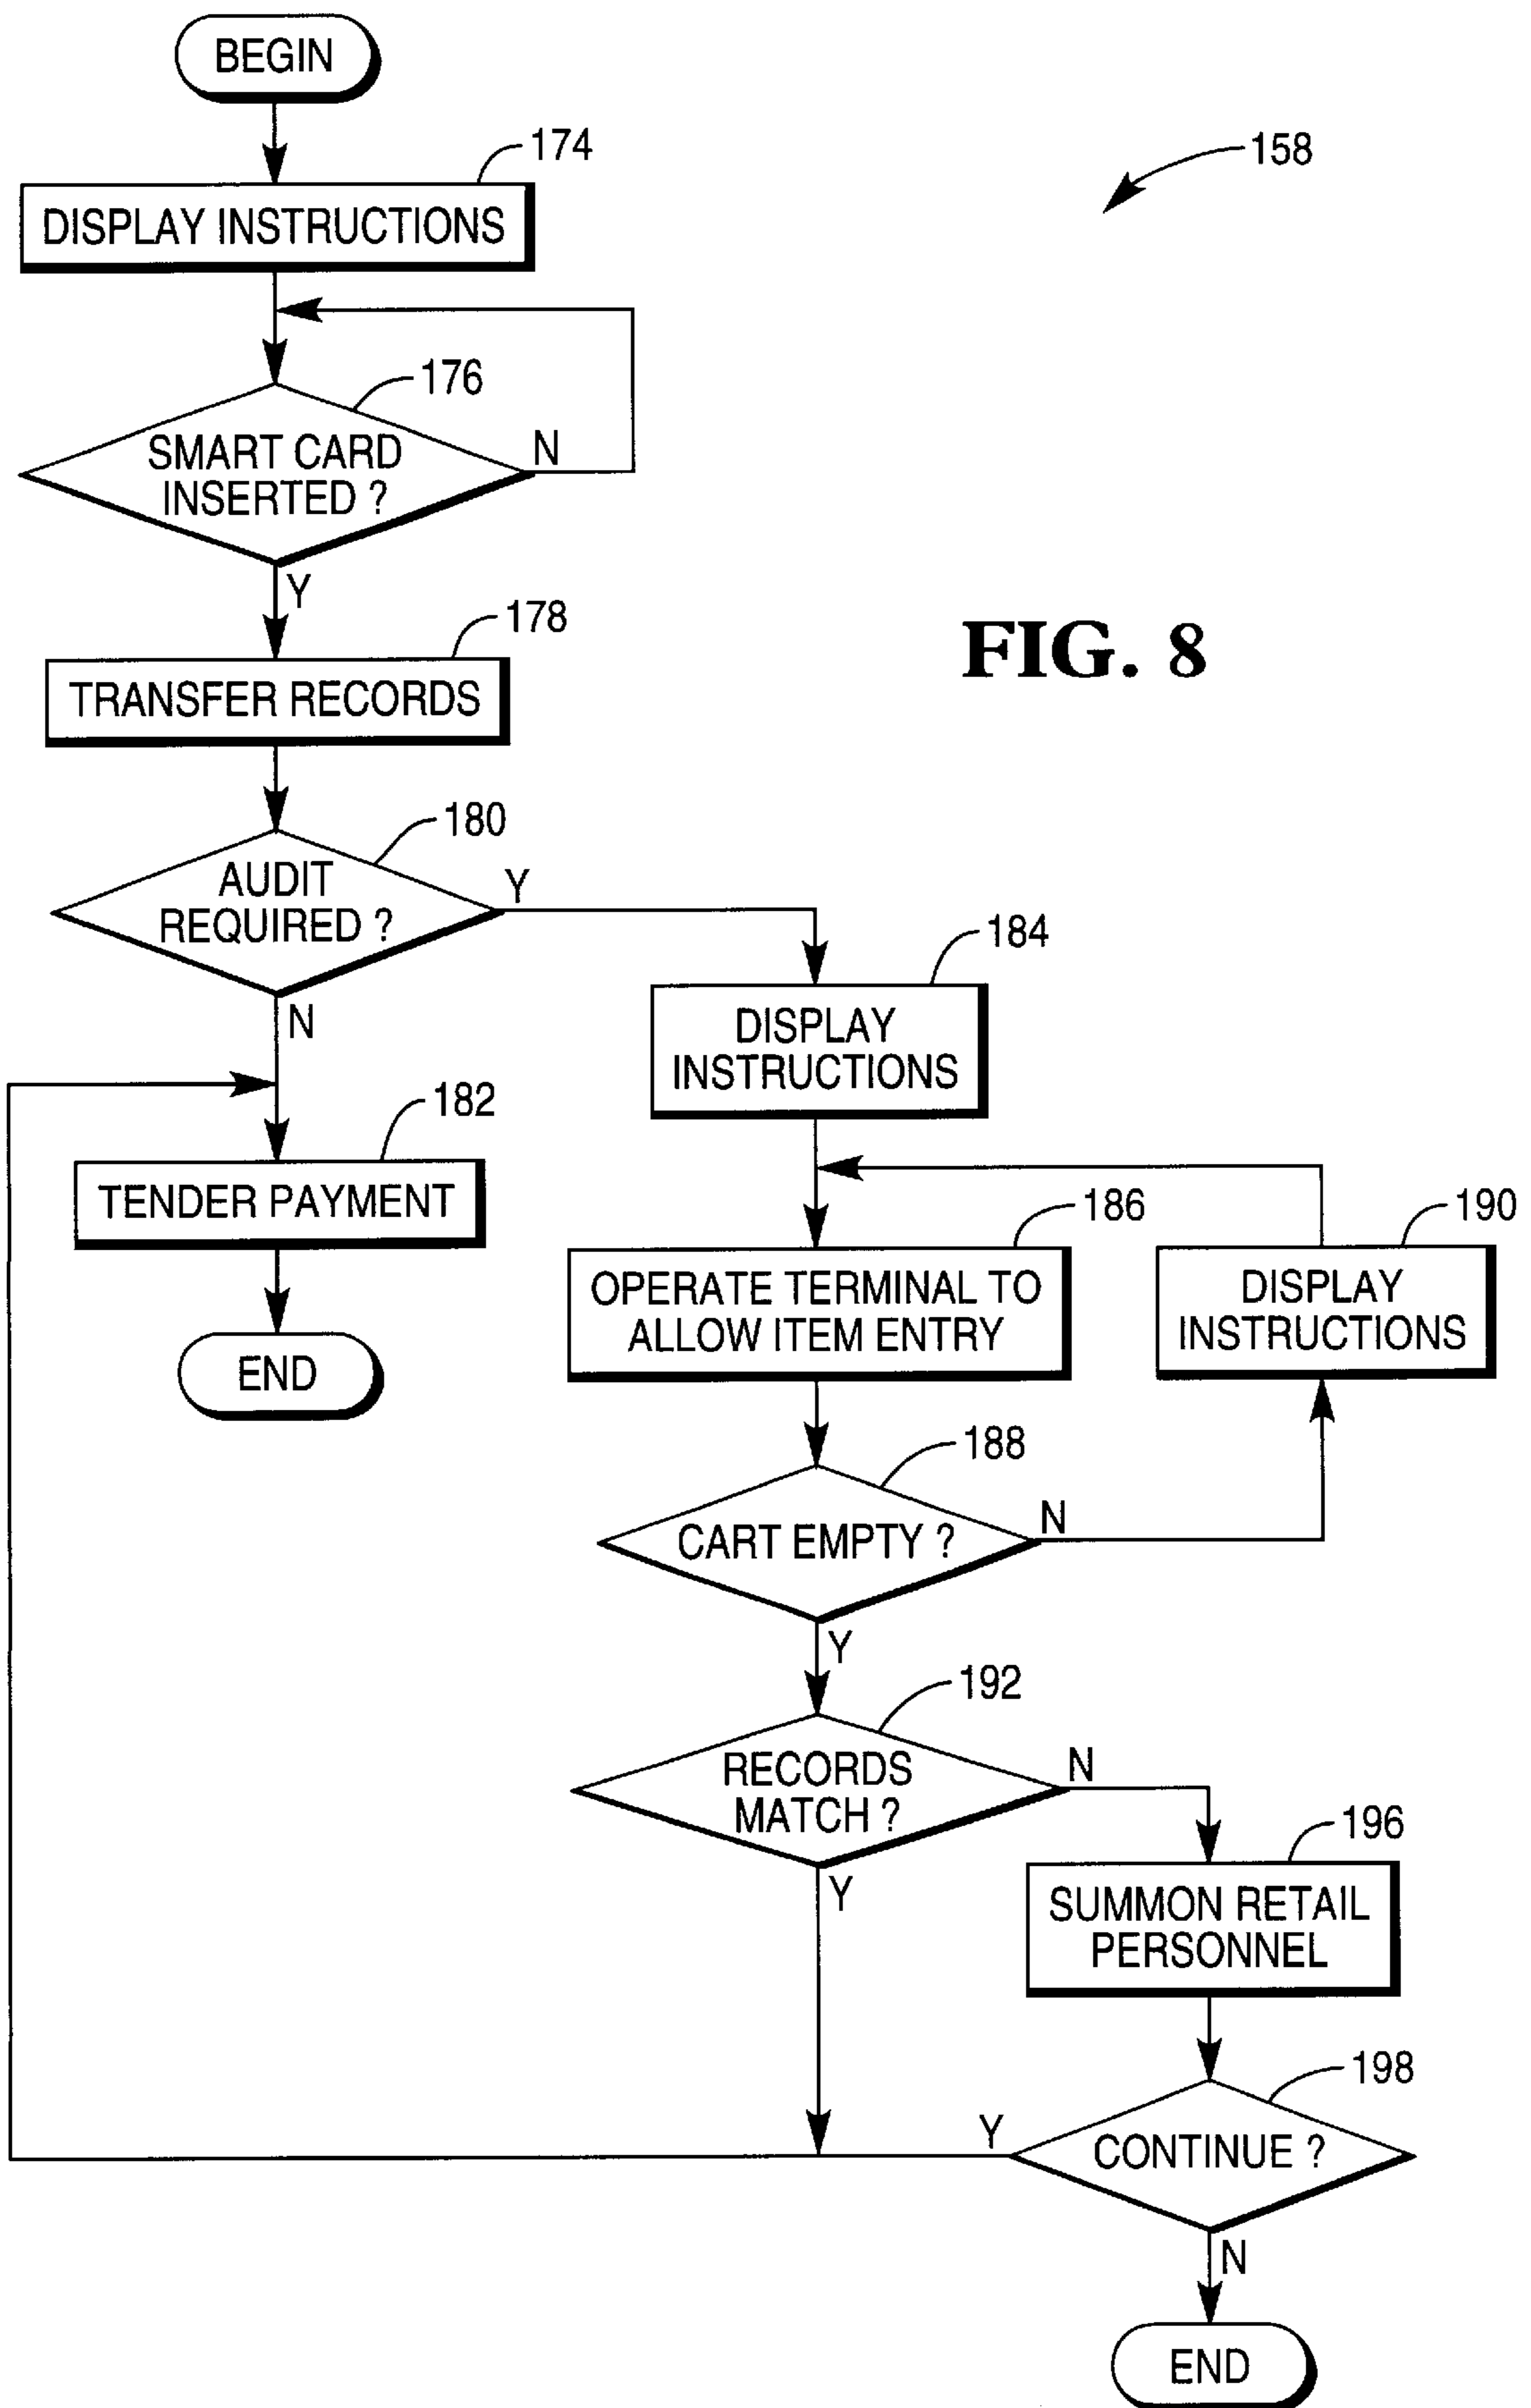 BEGIN
174
158
DISPLAY INSTRUCTIONS
176
SMART CARD
INSERTED ?
N
Y
178
FIG. 8
TRANSFER RECORDS
180
AUDIT
REQUIRED ?
Y
N
184
DISPLAY
INSTRUCTIONS
182
TENDER PAYMENT
END
186
OPERATE TERMINAL TO
ALLOW ITEM ENTRY
190
DISPLAY
INSTRUCTIONS
188
CART EMPTY ?
N
Y
192
RECORDS
MATCH ?
N
Y
196
SUMMON RETAIL
PERSONNEL
198
CONTINUE ?
Y
N
END